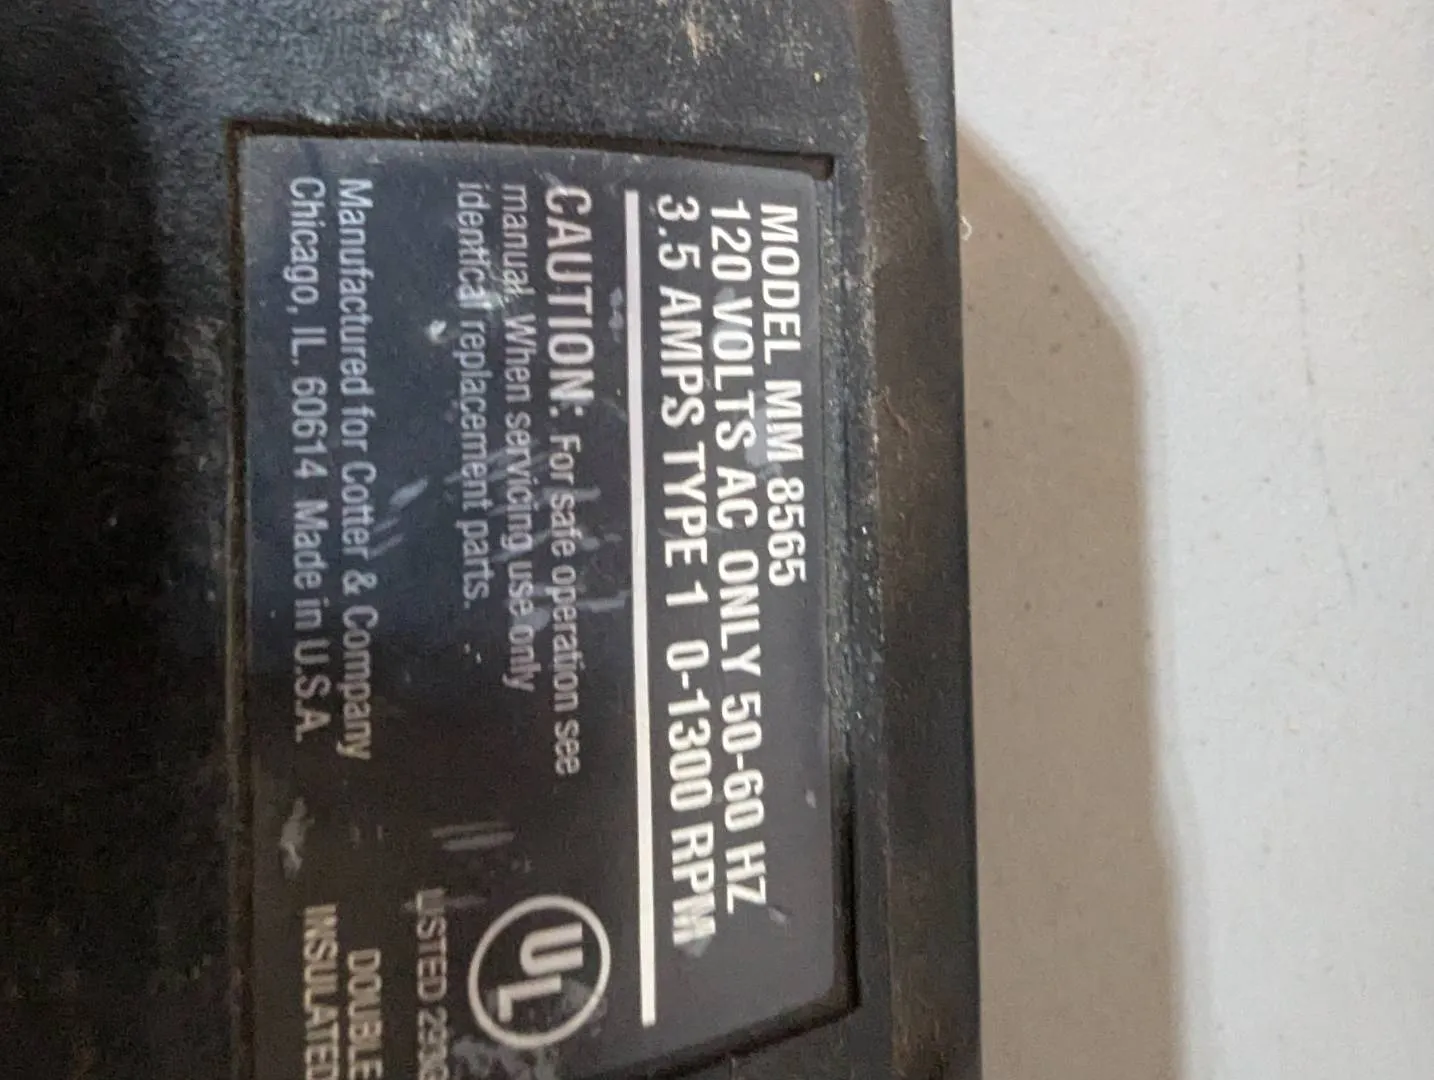 MODEL MM 8565
120 VOLTS AC ONLY 50-60 HZ
3.5 AMPS TYPE 1 0-1300 RPM
CAUTION: For safe operation see
manual. When servicing use only
identical replacement parts.
Manufactured for Cotter & Company
Chicago, IL. 60614 Made in U.S.A.
UL
LISTED
DOUBLE
INSULATED